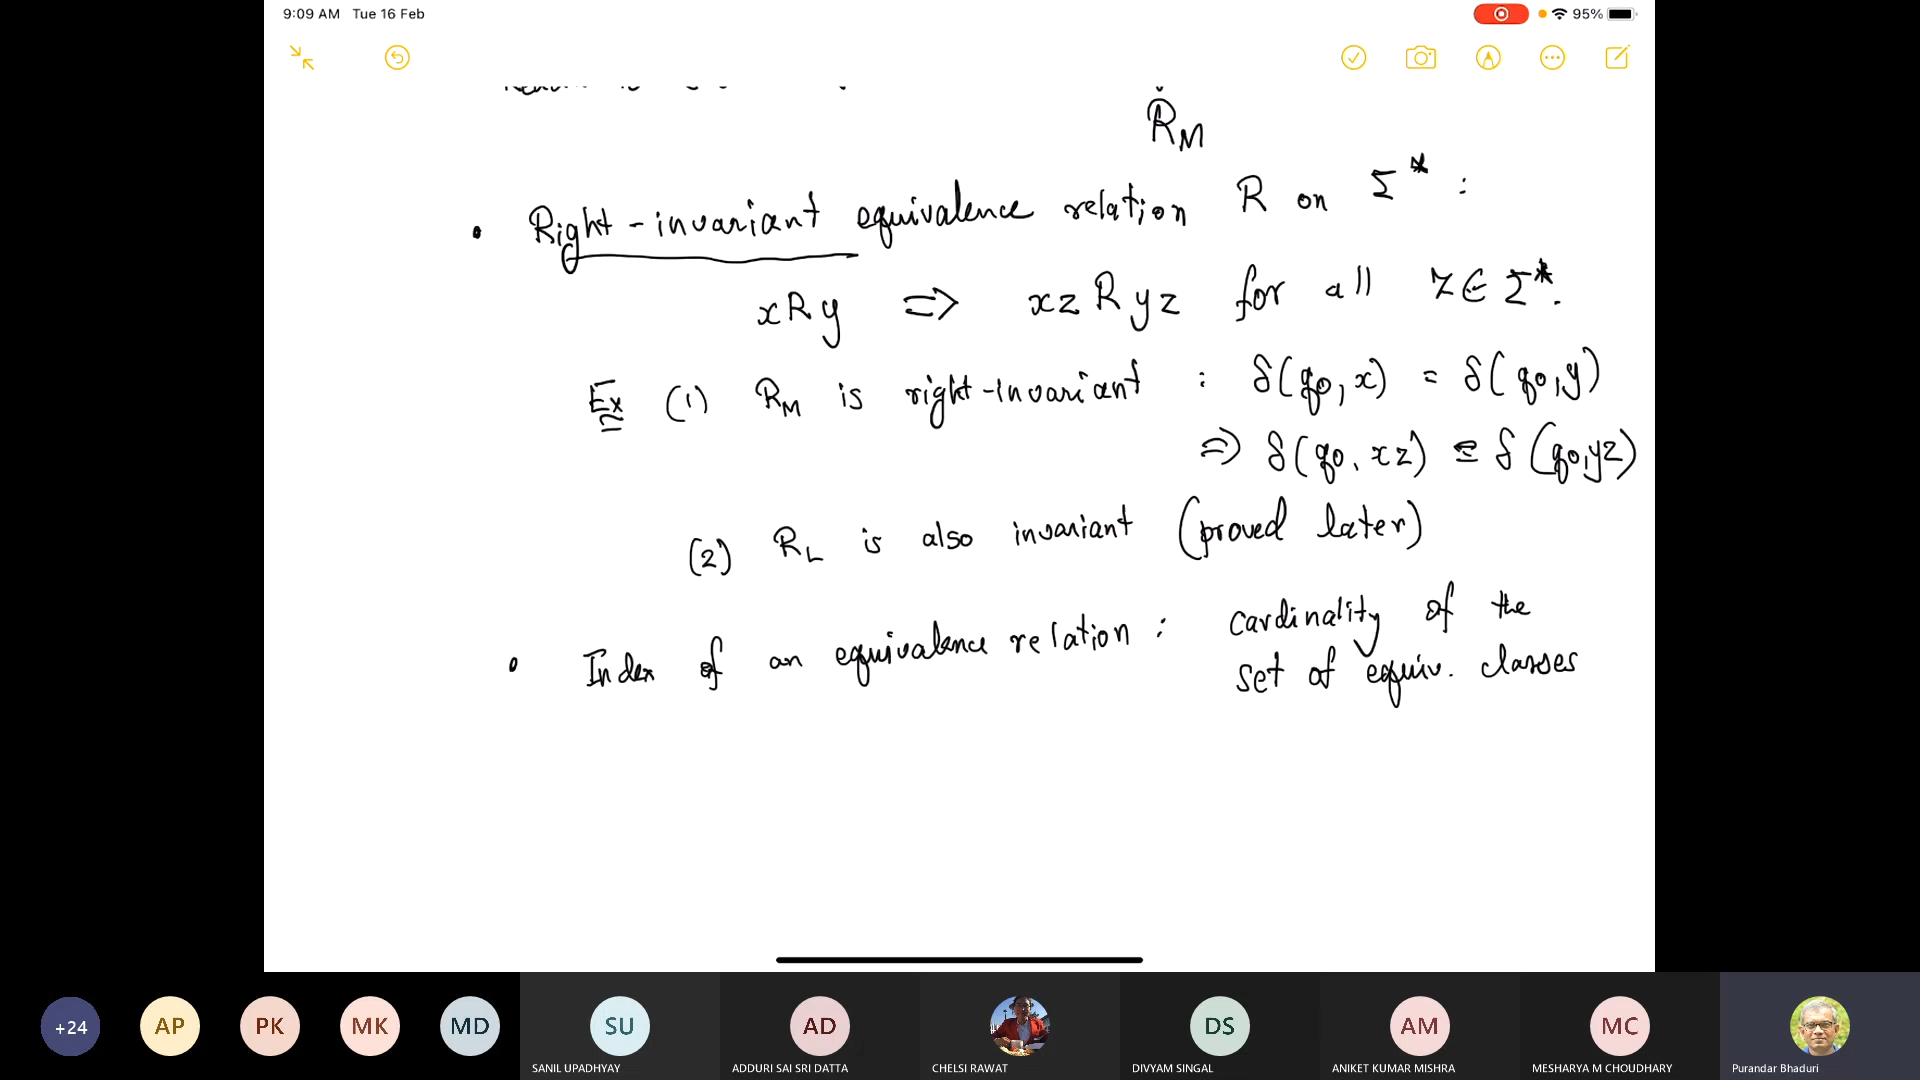 9:09 AM Tue 16 Feb
95%
R_M
• Right-invariant equivalence relation R on Σ* :
xRy => xzRyz for all z∈Σ*.
Ex (1) R_M is right-invariant : δ(q0, x) = δ(q0, y)
=> δ(q0, xz) = δ(q0, yz)
(2) R_L is also invariant (proved later)
• Index of an equivalence relation : cardinality of the
set of equiv. classes
+24 AP PK MK MD SU AD DS AM MC
SANIL UPADHYAY ADDURI SAI SRI DATTA CHELSI RAWAT DIVYAM SINGAL ANIKET KUMAR MISHRA MESHARYA M CHOUDHARY Purandar Bhaduri